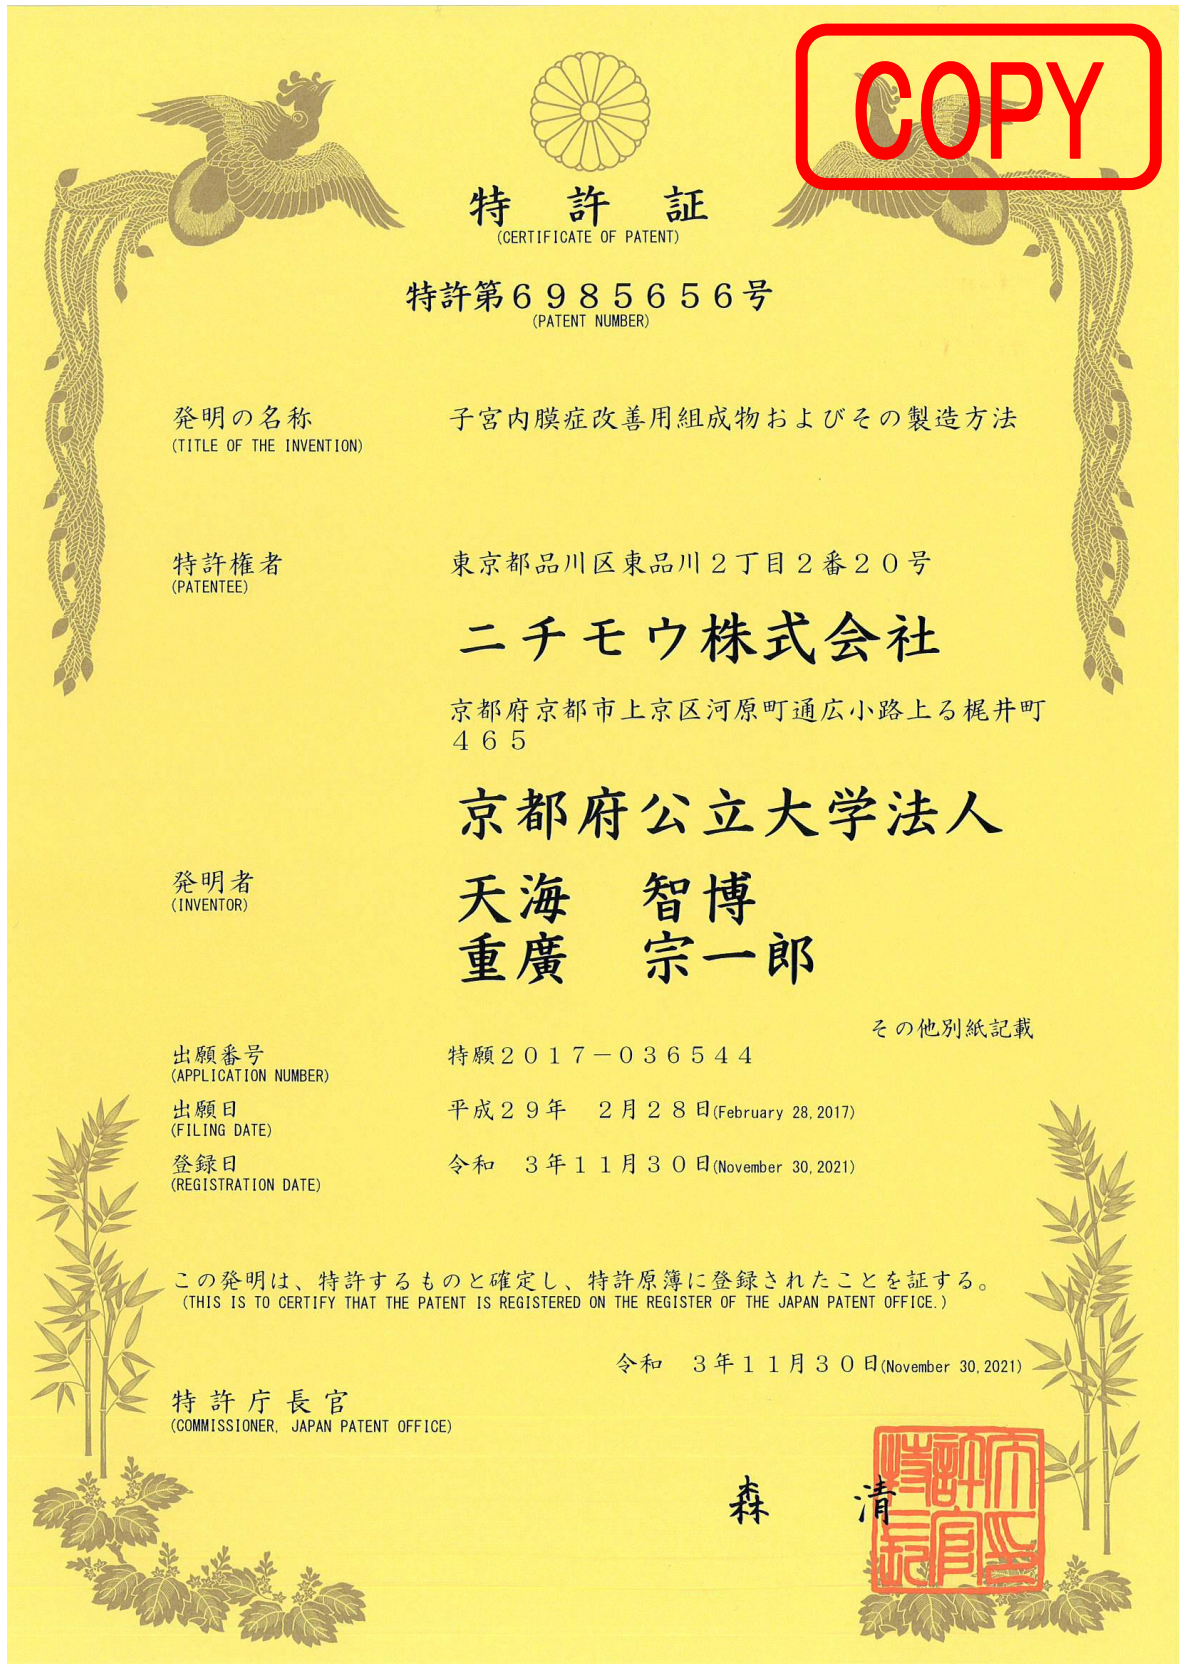 COPY
特許証
(CERTIFICATE OF PATENT)
特許第6985656号
(PATENT NUMBER)
発明の名称 子宮内膜症改善用組成物およびその製造方法
(TITLE OF THE INVENTION)
特許権者 東京都品川区東品川2丁目2番20号
(PATENTEE)
ニチモウ株式会社
京都府京都市上京区河原町通広小路上る梶井町
465
京都府公立大学法人
発明者 天海 智博
(INVENTOR)
重廣 宗一郎
その他別紙記載
出願番号 特願2017-036544
(APPLICATION NUMBER)
出願日 平成29年 2月28日(February 28,2017)
(FILING DATE)
登録日 令和 3年11月30日(November 30,2021)
(REGISTRATION DATE)
この発明は、特許するものと確定し、特許原簿に登録されたことを証する。
(THIS IS TO CERTIFY THAT THE PATENT IS REGISTERED ON THE REGISTER OF THE JAPAN PATENT OFFICE.)
令和 3年11月30日(November 30,2021)
特許庁長官
(COMMISSIONER, JAPAN PATENT OFFICE)
森 清